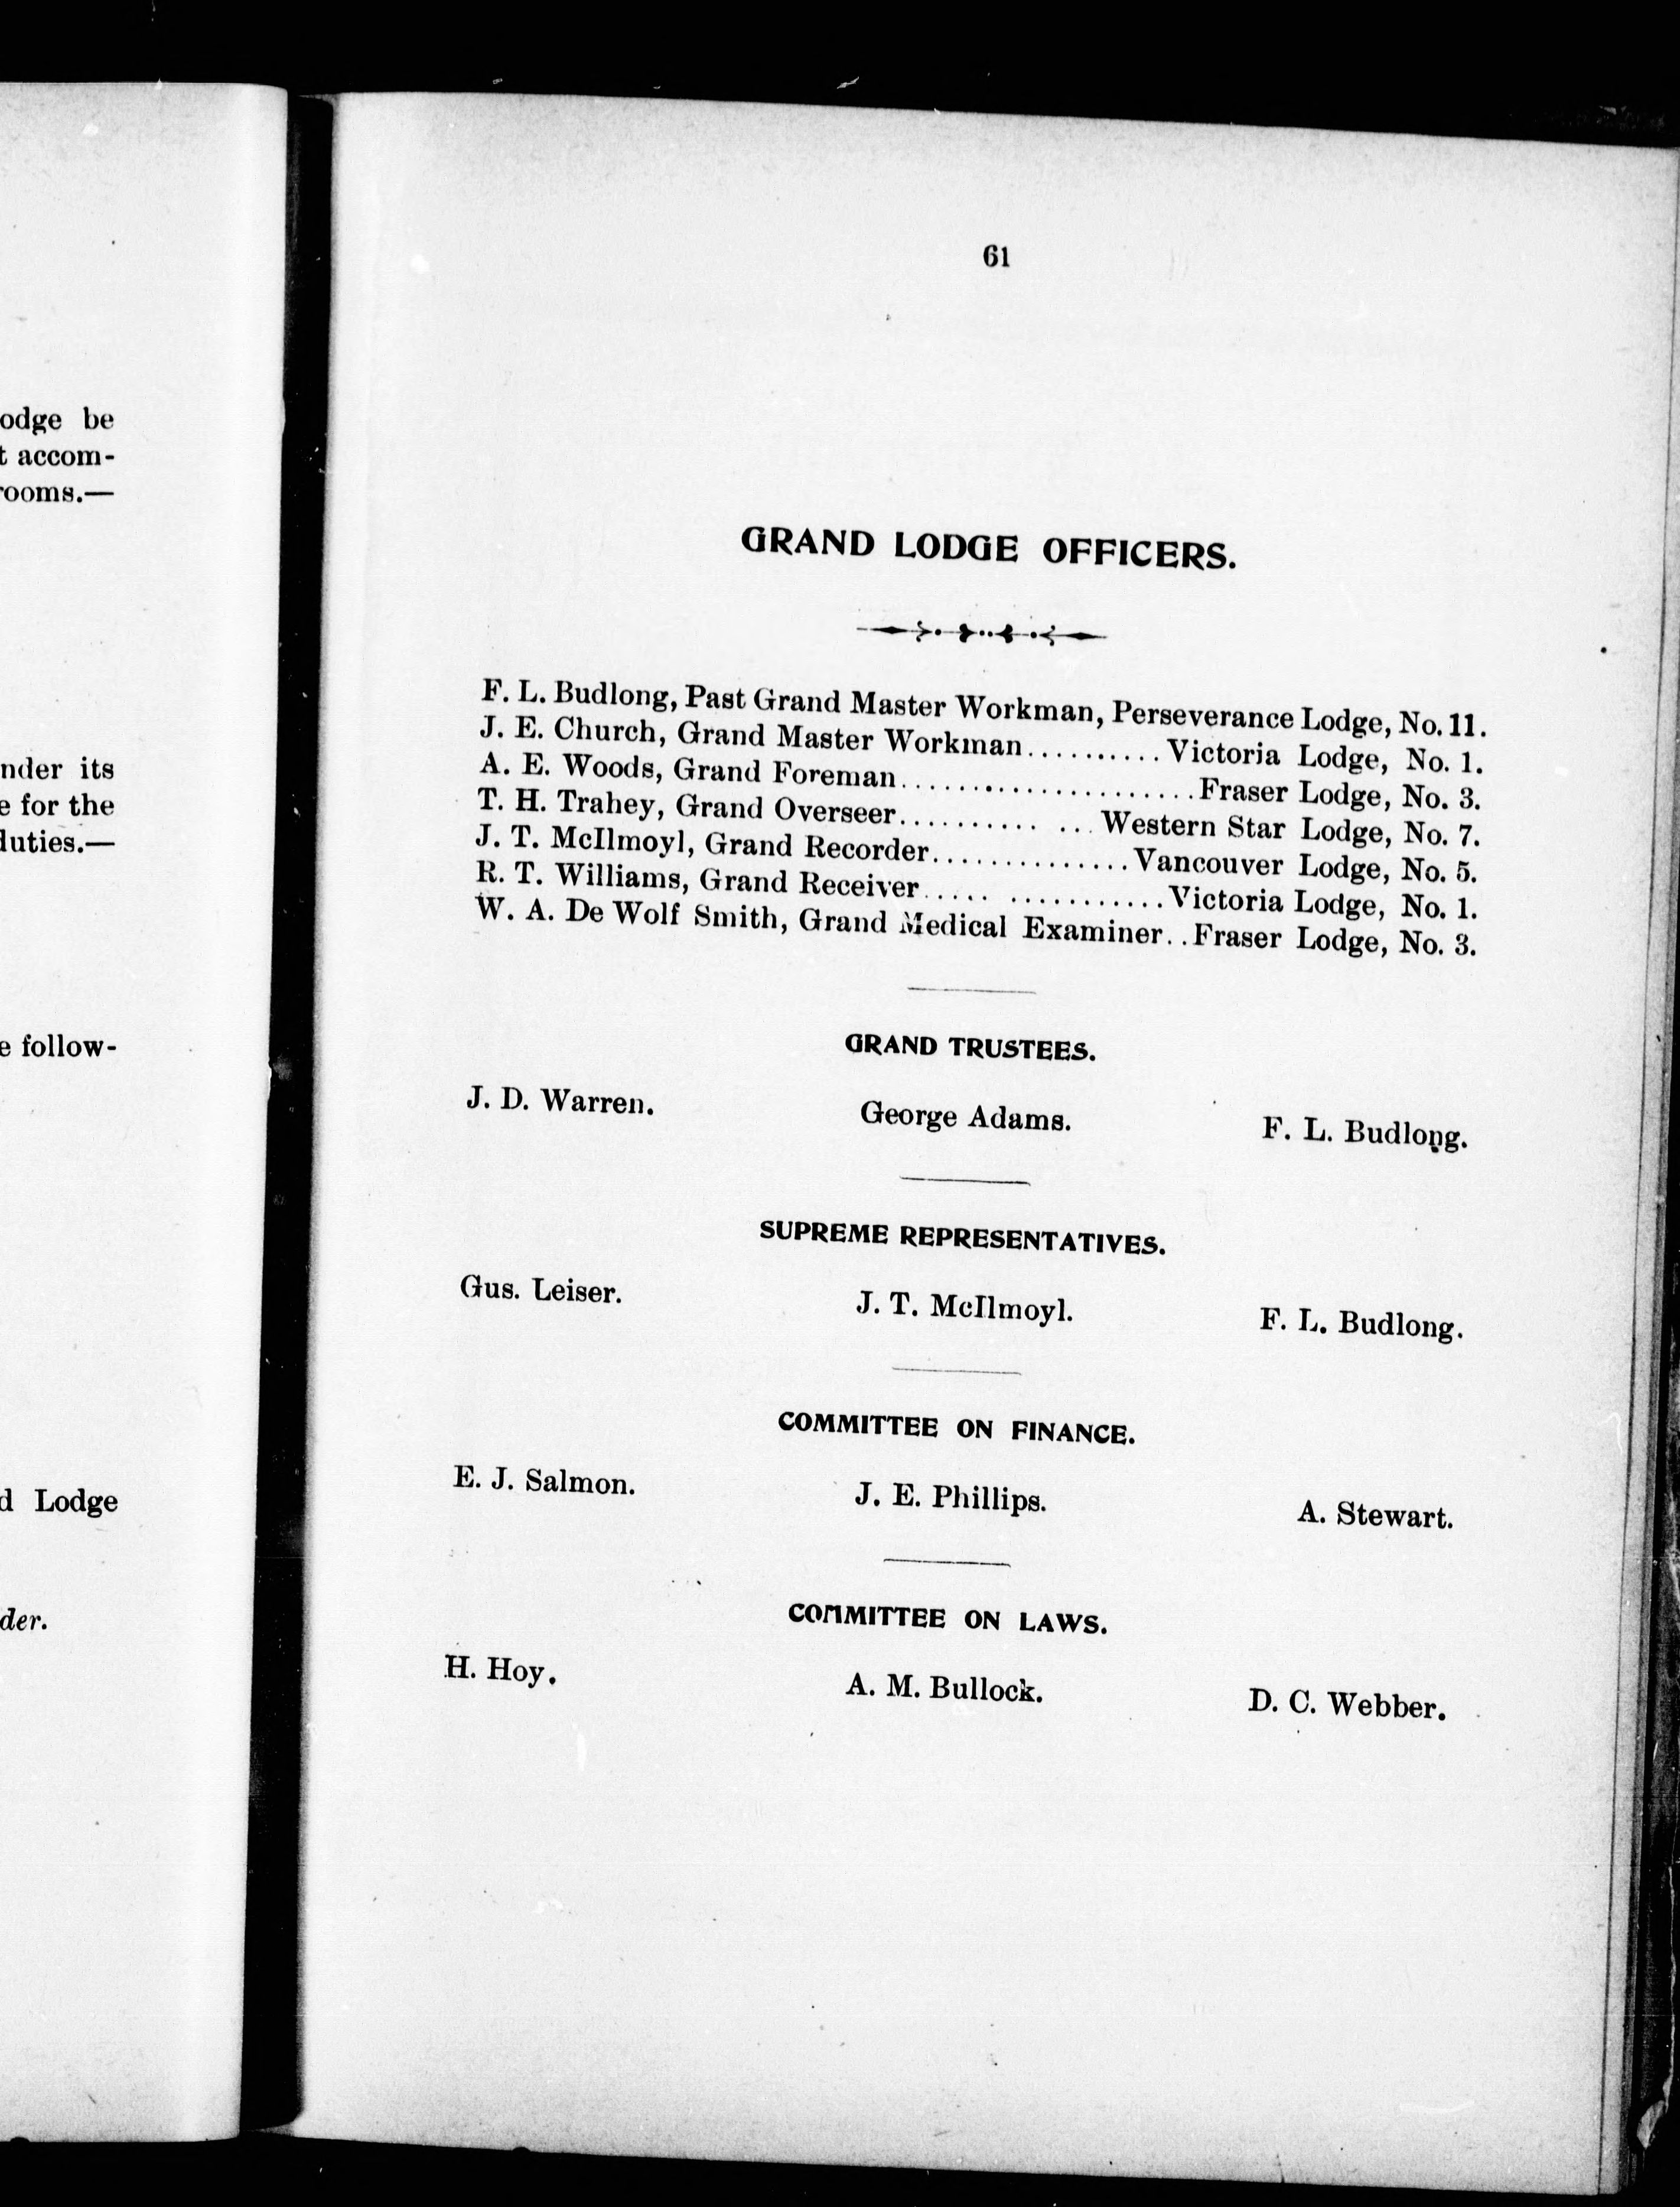 odge be
t accom-
rooms.—
nder its
e for the
duties.—
e follow-
d Lodge
der.
61
GRAND LODGE OFFICERS.
F. L. Budlong, Past Grand Master Workman, Perseverance Lodge, No. 11.
J. E. Church, Grand Master Workman.......... Victoria Lodge, No. 1.
A. E. Woods, Grand Foreman.....................Fraser Lodge, No. 3.
T. H. Trahey, Grand Overseer.......... ... Western Star Lodge, No. 7.
J. T. McIlmoyl, Grand Recorder..............Vancouver Lodge, No. 5.
R. T. Williams, Grand Receiver..... ...........Victoria Lodge, No. 1.
W. A. De Wolf Smith, Grand Medical Examiner..Fraser Lodge, No. 3.
GRAND TRUSTEES.
J. D. Warren. George Adams. F. L. Budlong.
SUPREME REPRESENTATIVES.
Gus. Leiser. J. T. McIlmoyl. F. L. Budlong.
COMMITTEE ON FINANCE.
E. J. Salmon. J. E. Phillips. A. Stewart.
COMMITTEE ON LAWS.
H. Hoy. A. M. Bullock. D. C. Webber.